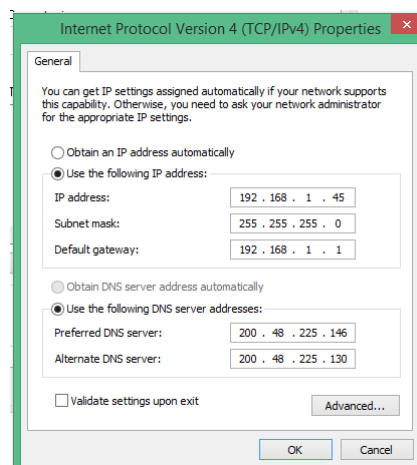 Internet Protocol Version 4 (TCP/IPv4) Properties
General
You can get IP settings assigned automatically if your network supports
this capability. Otherwise, you need to ask your network administrator
for the appropriate IP settings.
Obtain an IP address automatically
Use the following IP address:
IP address: 192 . 168 . 1 . 45
Subnet mask: 255 . 255 . 255 . 0
Default gateway: 192 . 168 . 1 . 1
Obtain DNS server address automatically
Use the following DNS server addresses:
Preferred DNS server: 200 . 48 . 225 . 146
Alternate DNS server: 200 . 48 . 225 . 130
Validate settings upon exit
Advanced...
OK Cancel